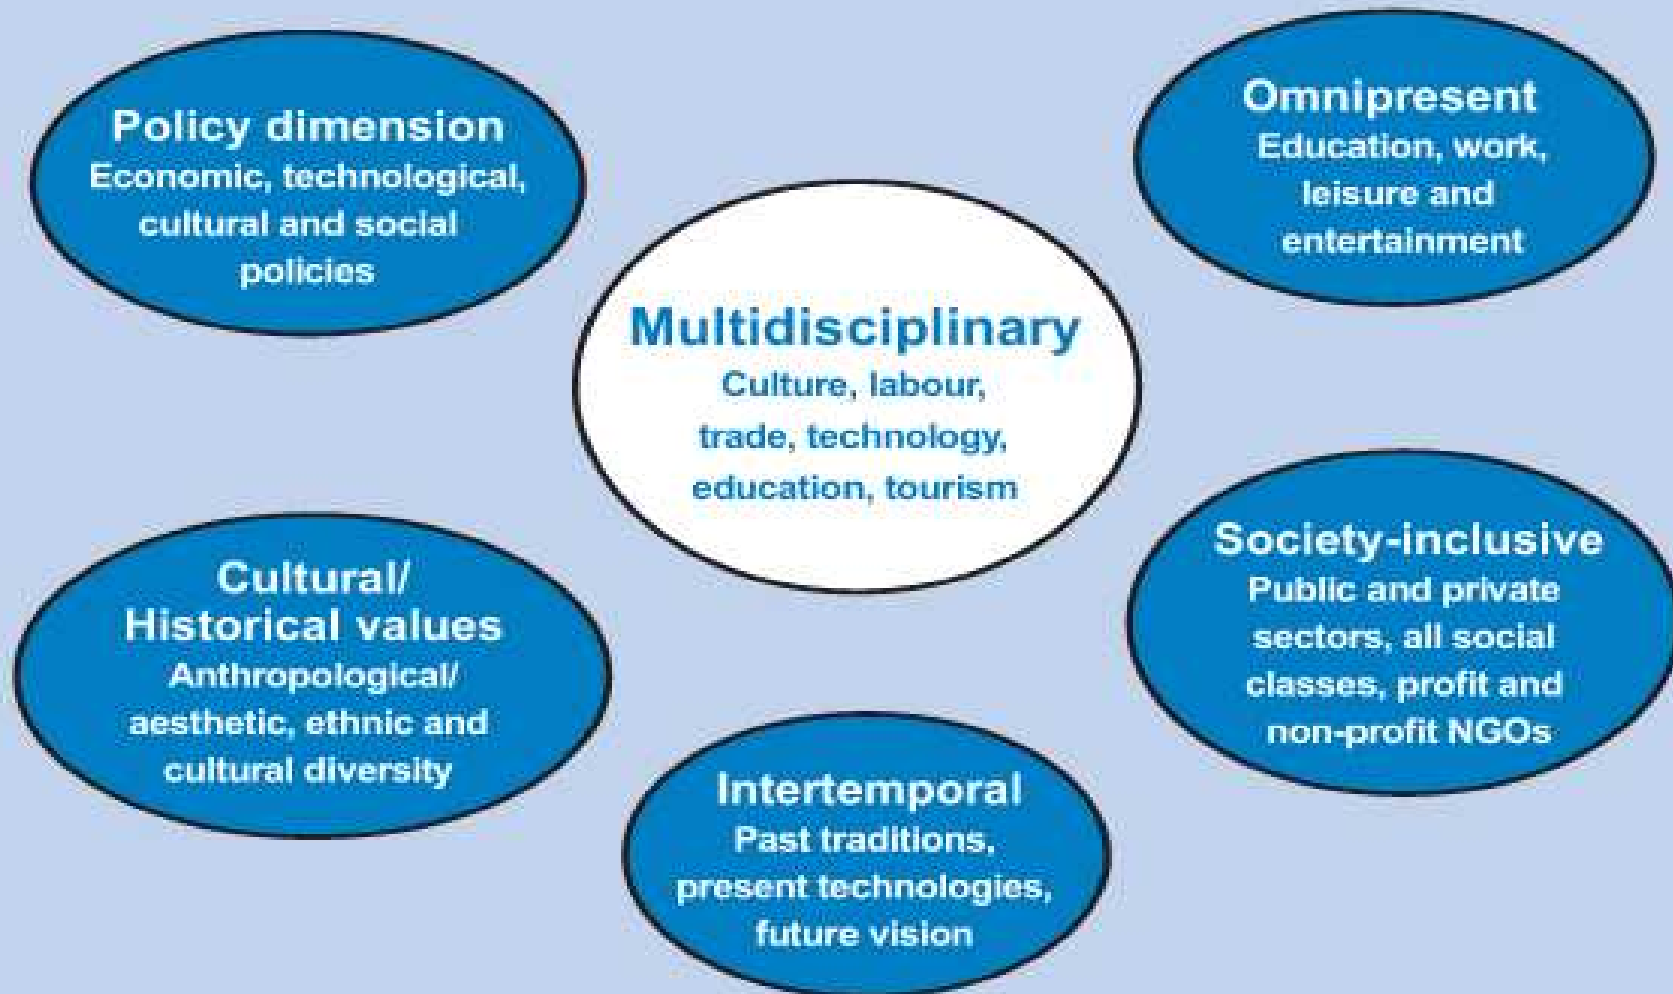 Policy dimension
Economic, technological,
cultural and social
policies
Omnipresent
Education, work,
leisure and
entertainment
Multidisciplinary
Culture, labour,
trade, technology,
education, tourism
Cultural/
Historical values
Anthropological/
aesthetic, ethnic and
cultural diversity
Society-inclusive
Public and private
sectors, all social
classes, profit and
non-profit NGOs
Intertemporal
Past traditions,
present technologies,
future vision